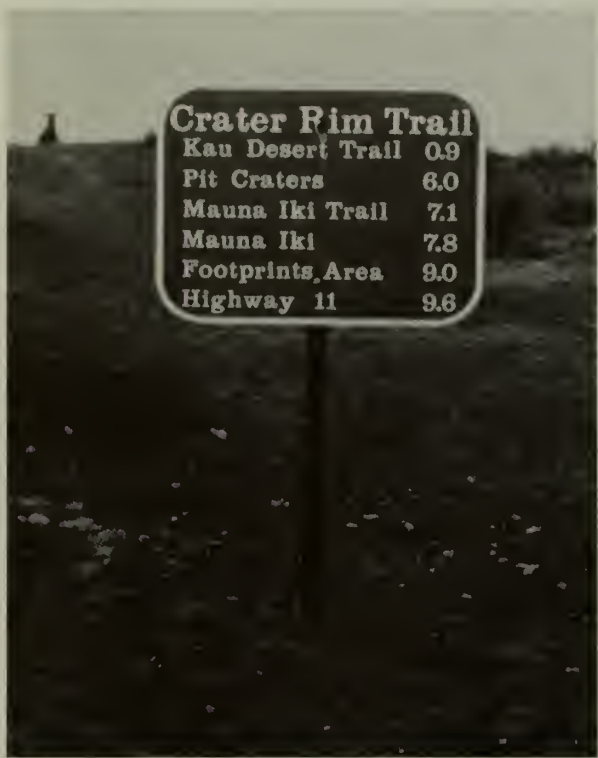 Crater Rim Trail
Kau Desert Trail 0.9
Pit Craters 6.0
Mauna Iki Trail 7.1
Mauna Iki 7.8
Footprints Area 9.0
Highway 11 9.6